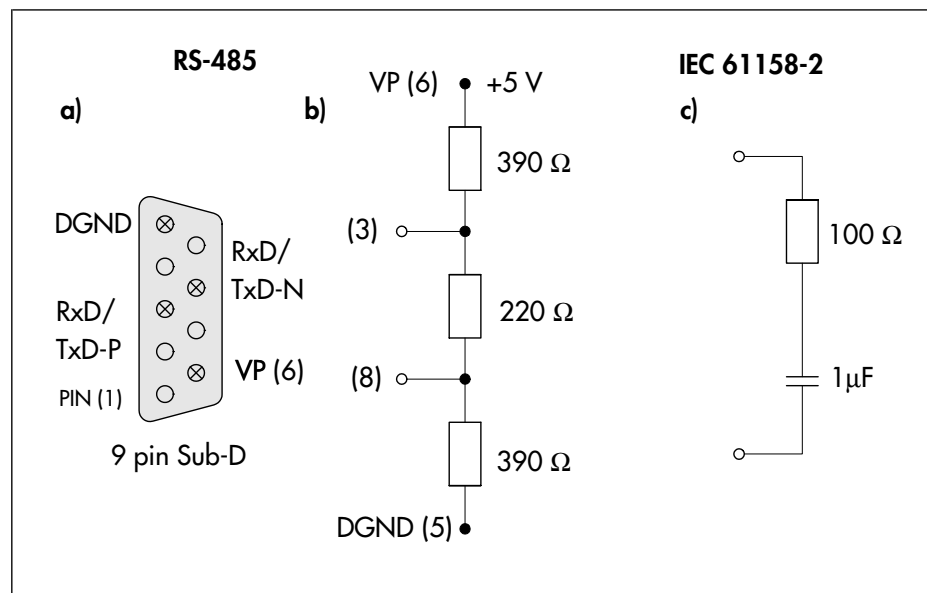 RS-485
IEC 61158-2
a)
DGND
RxD/
TxD-N
RxD/
TxD-P
VP (6)
PIN (1)
9 pin Sub-D
b)
VP (6) +5 V
390 Ω
(3)
220 Ω
(8)
390 Ω
DGND (5)
c)
100 Ω
1µF